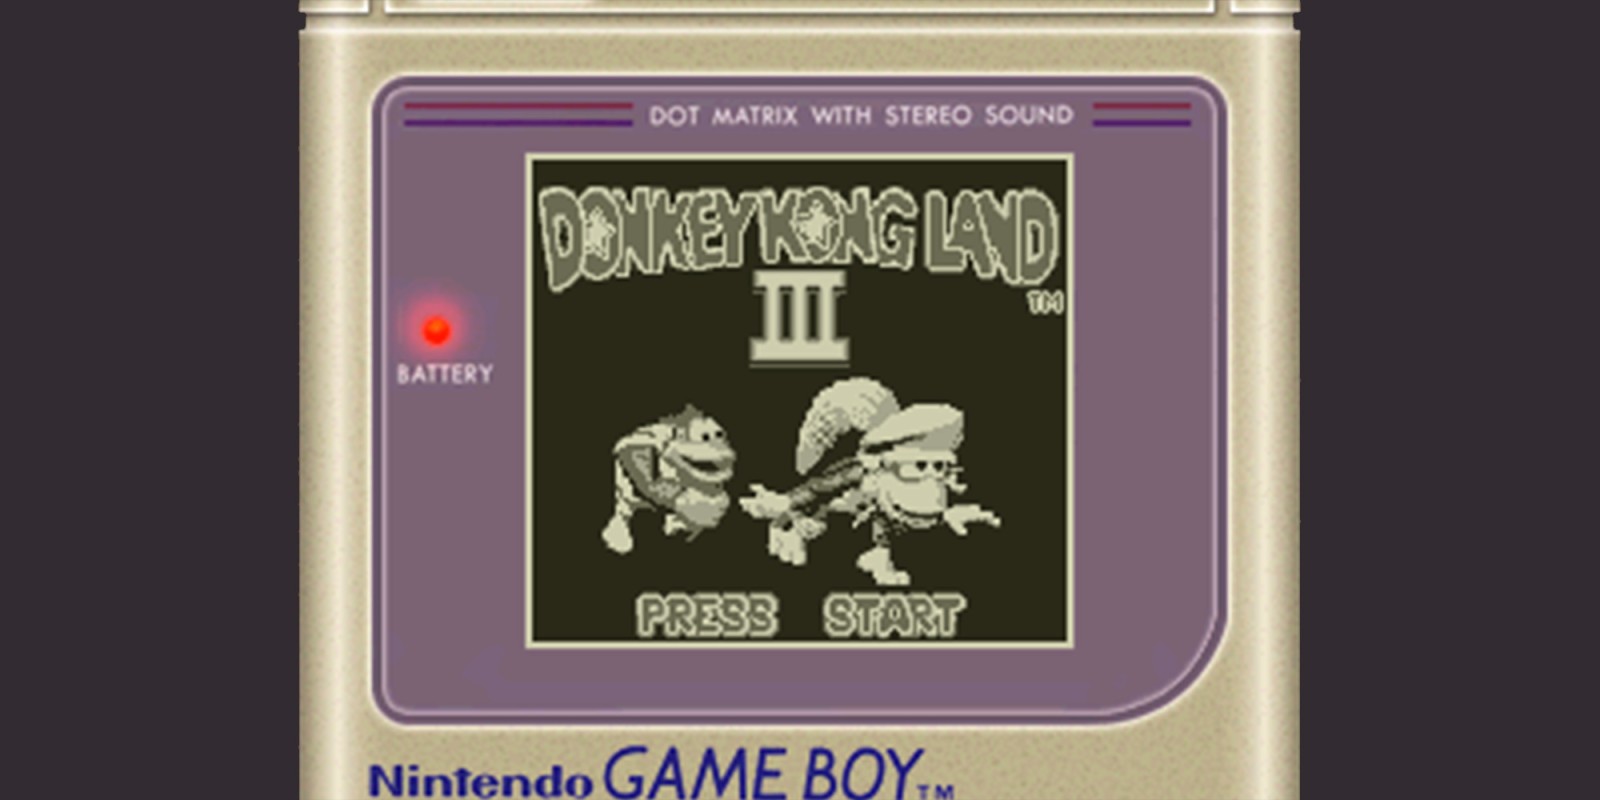 DOT MATRIX WITH STEREO SOUND
DONKEY KONG LAND
TM
III
BATTERY
PRESS START
Nintendo GAME BOY TM